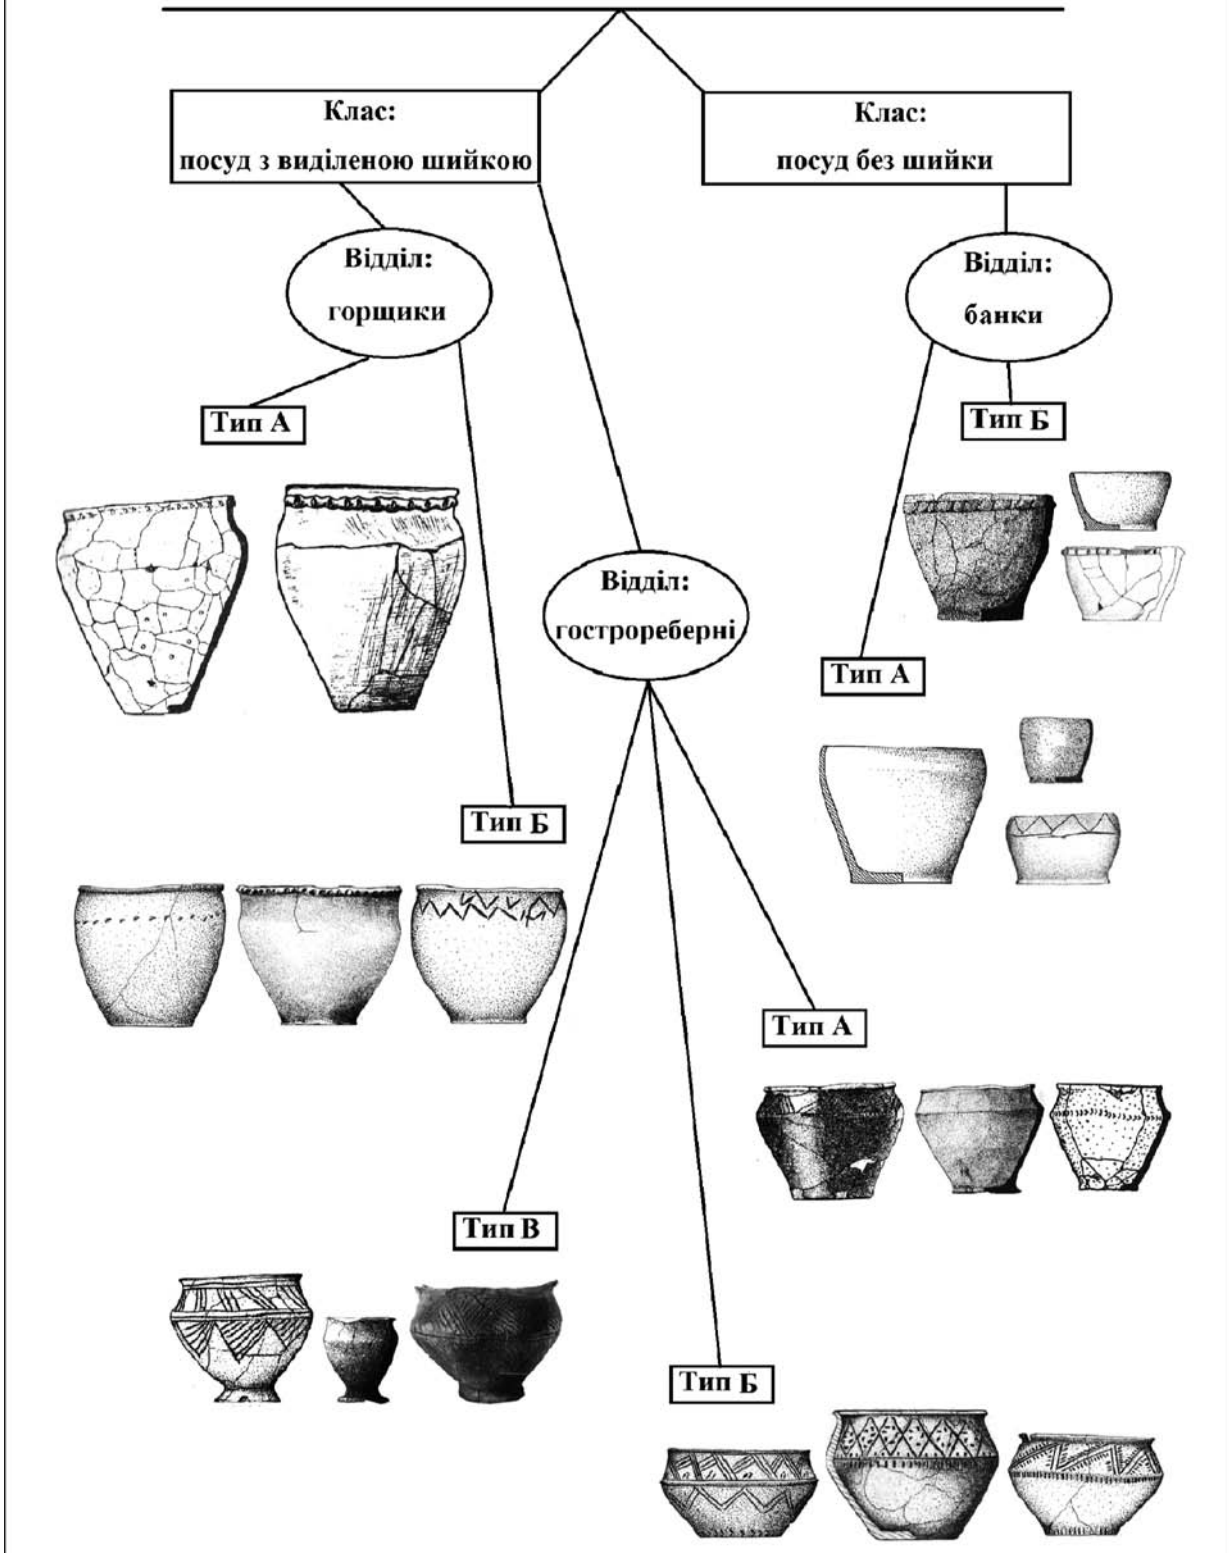 Клас:
посуд з виділеною шийкою
Клас:
посуд без шийки
Відділ:
горщики
Відділ:
банки
Тип А
Тип Б
Відділ:
гострореберні
Тип А
Тип Б
Тип А
Тип В
Тип Б